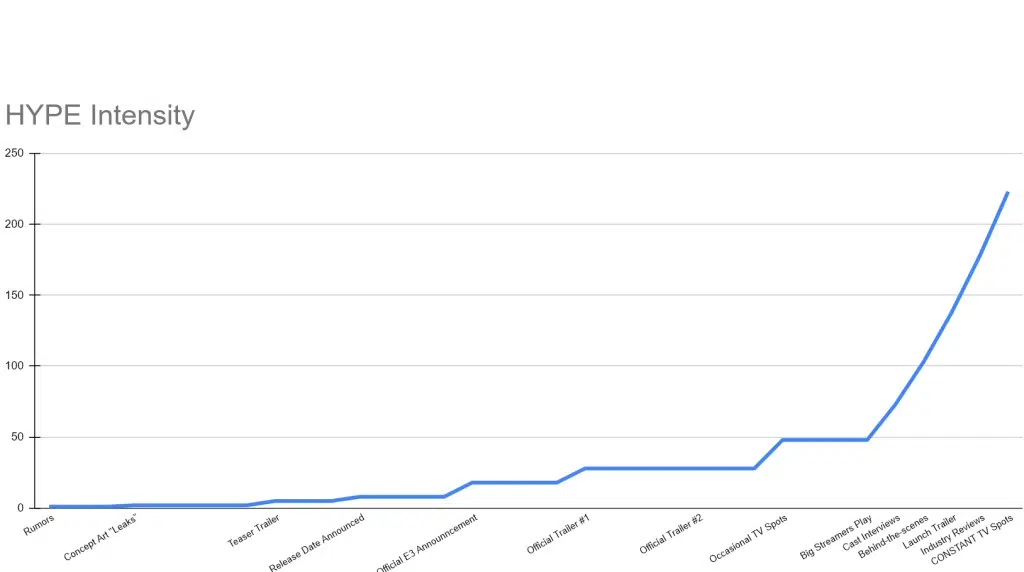 HYPE Intensity
250
200
150
100
50
0
Rumors
Concept Art "Leaks"
Teaser Trailer
Release Date Announced
Official E3 Announncement
Official Trailer #1
Official Trailer #2
Occasional TV Spots
Big Streamers Play
Cast Interviews
Behind-the-scenes
Launch Trailer
Industry Reviews
CONSTANT TV Spots